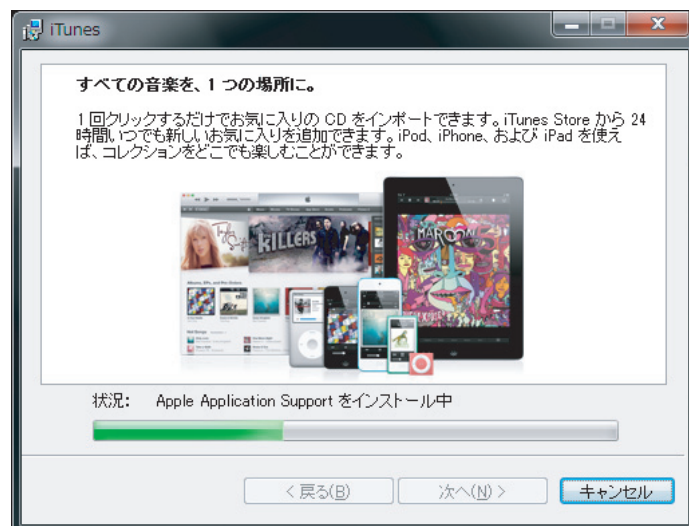 iTunes
すべての音楽を、1 つの場所に。
1 回クリックするだけでお気に入りの CD をインポートできます。iTunes Store から 24
時間いつでも新しいお気に入りを追加できます。iPod、iPhone、および iPad を使え
ば、コレクションをどこでも楽しむことができます。
Taylor Swift
KILLERS
MAROON
状況: Apple Application Support をインストール中
< 戻る(B)
次へ(N) >
キャンセル